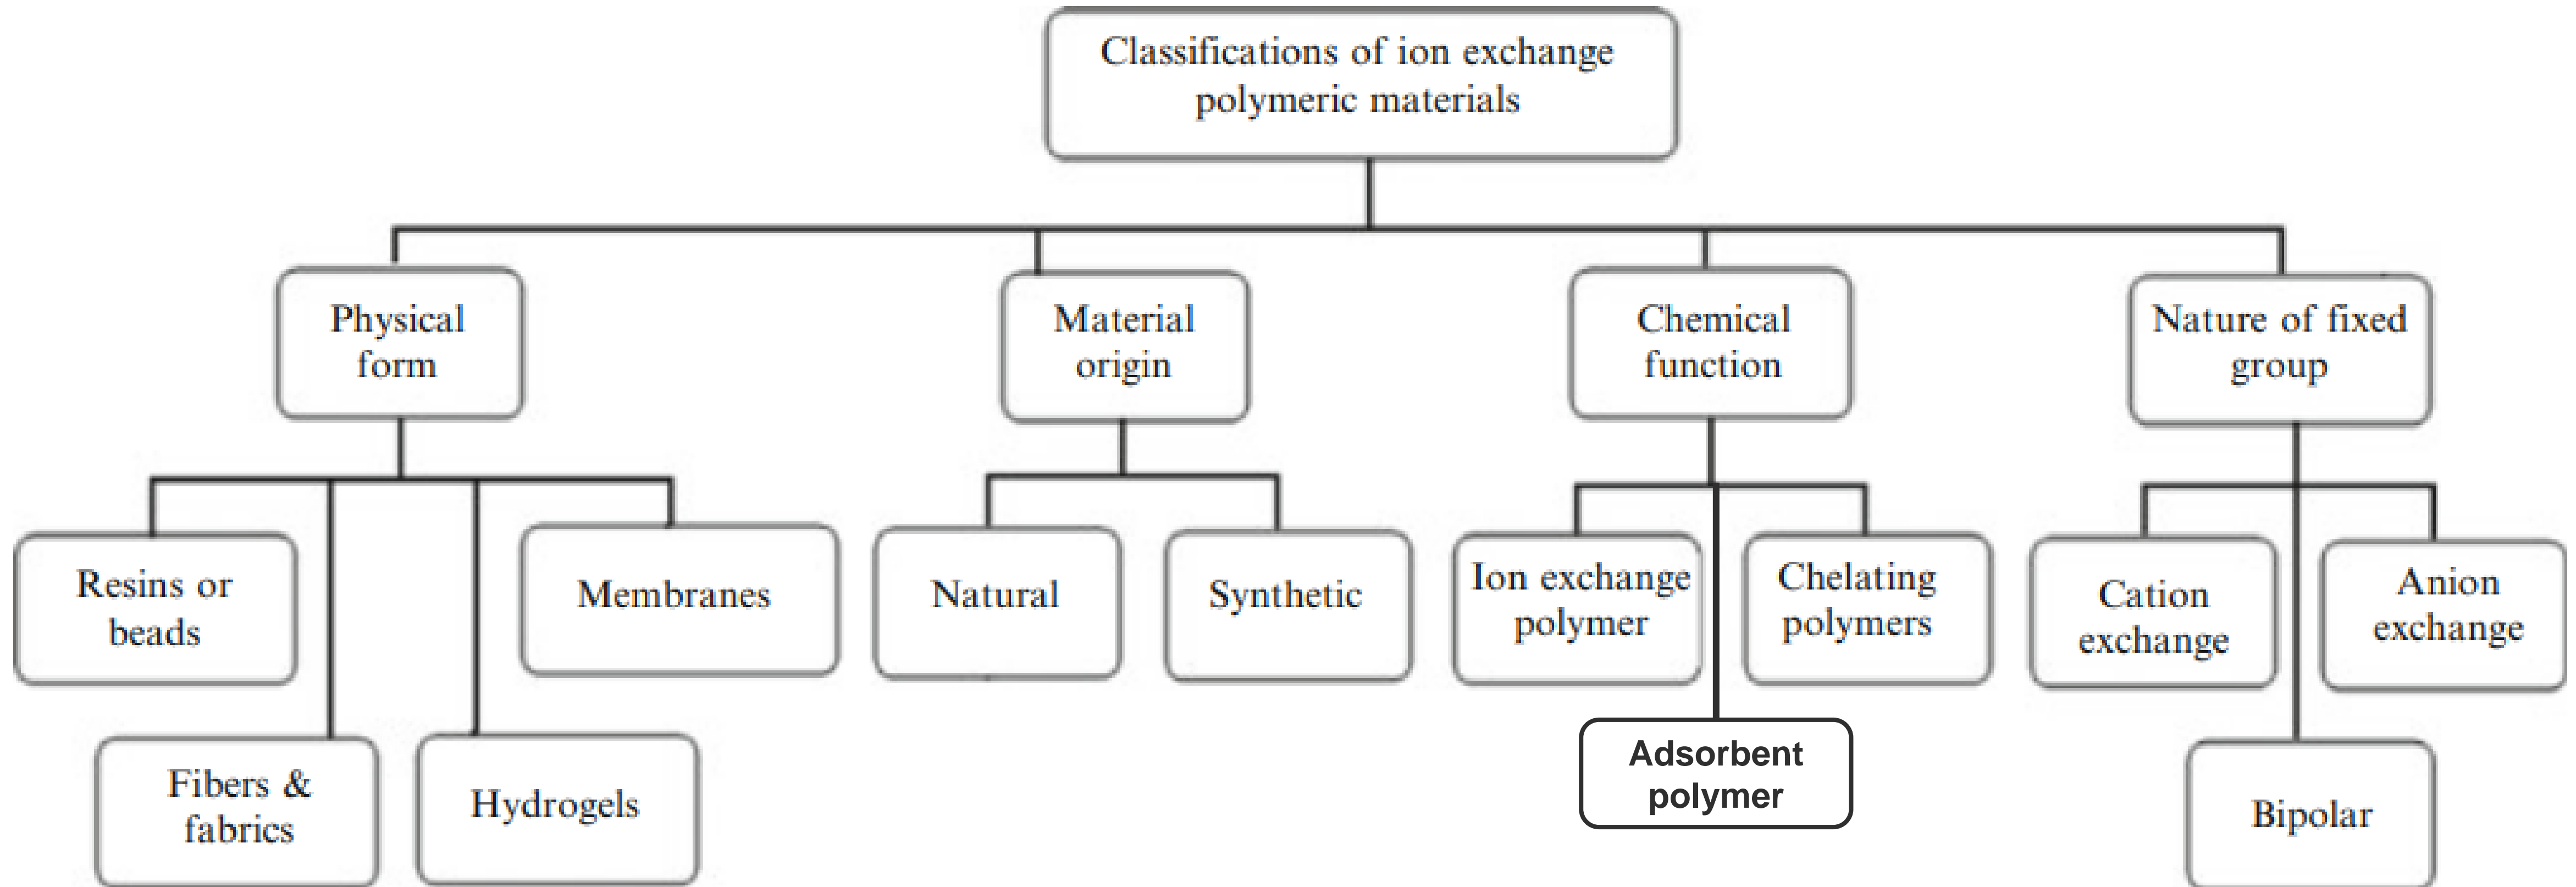 Classifications of ion exchange
polymeric materials
Physical
form
Material
origin
Chemical
function
Nature of fixed
group
Resins or
beads
Membranes
Natural
Synthetic
Ion exchange
polymer
Chelating
polymers
Cation
exchange
Anion
exchange
Fibers &
fabrics
Hydrogels
Adsorbent
polymer
Bipolar